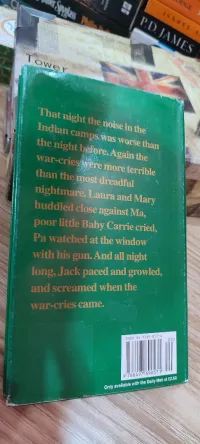 P.D JAMES
Tower
That night the noise in the
Indian camps was worse than
the night before. Again the
war-cries were more terrible
than the most dreadful
nightmare. Laura and Mary
huddled close against Ma,
poor little Baby Carrie cried,
Pa watched at the window
with his gun. And all night
long, Jack paced and growled,
and screamed when the
war-cries came.
Only available with the Daily Mail at £2.50